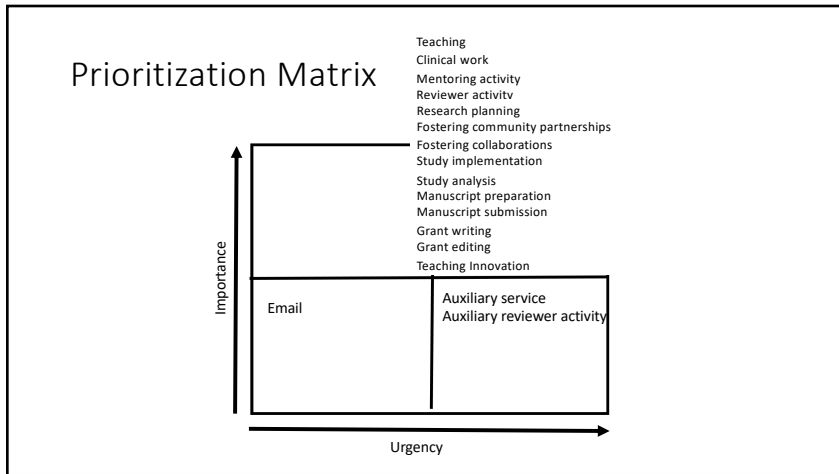 Prioritization Matrix
Teaching
Clinical work
Mentoring activity
Reviewer activity
Research planning
Fostering community partnerships
Fostering collaborations
Study implementation
Study analysis
Manuscript preparation
Manuscript submission
Grant writing
Grant editing
Teaching Innovation
Importance
Email
Auxiliary service
Auxiliary reviewer activity
Urgency